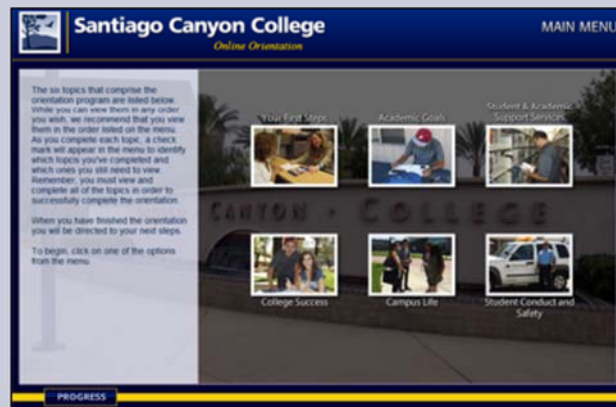 Santiago Canyon College
Online Orientation
MAIN MENU
The six topics that comprise the
orientation program are listed below.
While you can view them in any order
you wish, we recommend that you view
them in the order listed on the menu.
As you complete each topic, a check
mark will appear in the menu to identify
which topics you've completed and
which ones you still need to view.
Remember, you must view and
complete all of the topics in order to
successfully complete the orientation.
When you have finished the orientation
you will be directed to your next steps.
To begin, click on one of the options
from the menu.
Your First Steps
Academic Goals
Student & Academic
Support Services
CANYON • COLLEGE
College Success
Campus Life
Student Conduct and
Safety
PROGRESS